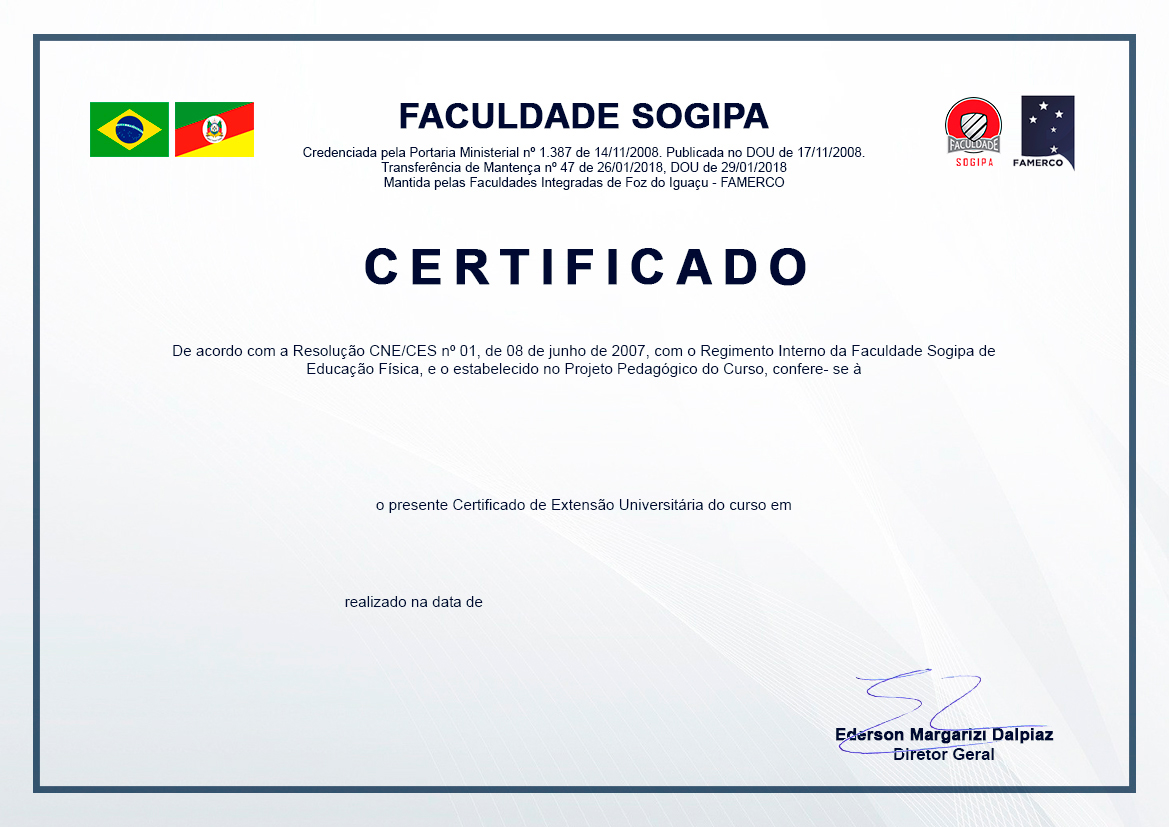 FACULDADE SOGIPA
Credenciada pela Portaria Ministerial nº 1.387 de 14/11/2008. Publicada no DOU de 17/11/2008.
Transferência de Mantença nº 47 de 26/01/2018, DOU de 29/01/2018
Mantida pelas Faculdades Integradas de Foz do Iguaçu - FAMERCO
FACULDADE
SOGIPA
FAMERCO
CERTIFICADO
De acordo com a Resolução CNE/CES nº 01, de 08 de junho de 2007, com o Regimento Interno da Faculdade Sogipa de
Educação Física, e o estabelecido no Projeto Pedagógico do Curso, confere- se à
o presente Certificado de Extensão Universitária do curso em
realizado na data de
Ederson Margarizi Dalpiaz
Diretor Geral